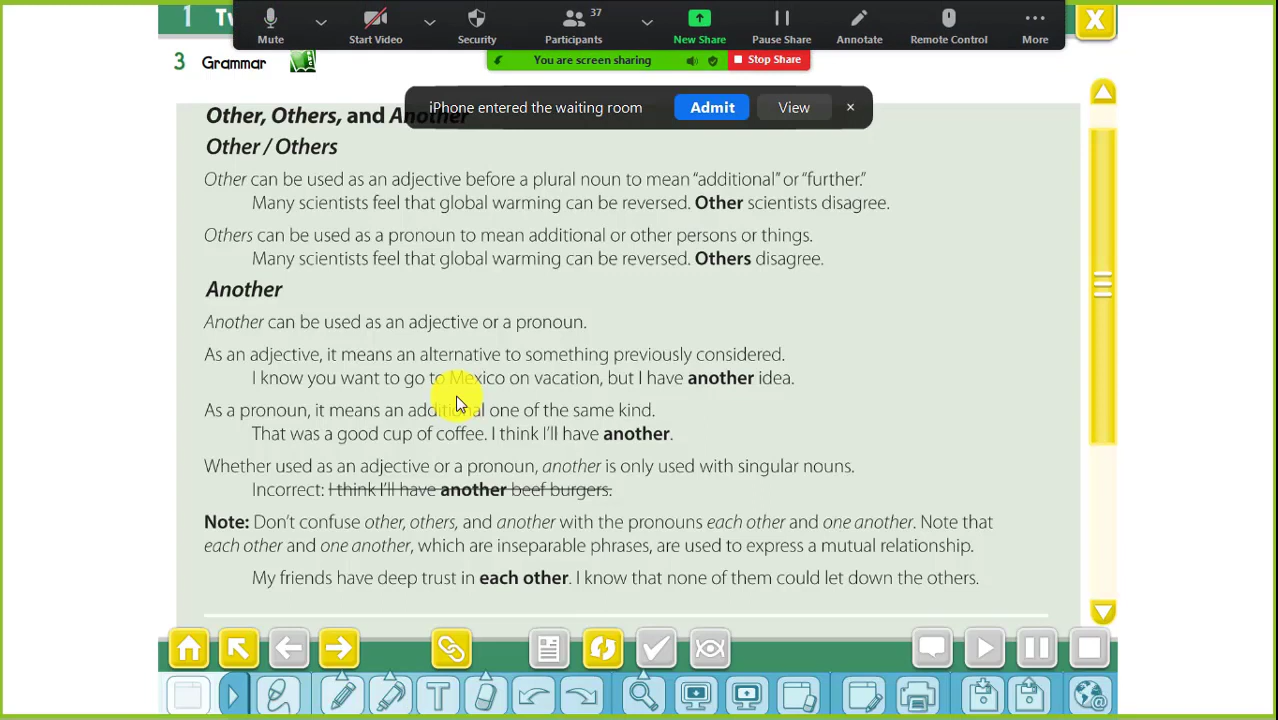 1 Tw
37
Mute
Start Video
Security
Participants
New Share
Pause Share
Annotate
Remote Control
More
X
3 Grammar
You are screen sharing
Stop Share
iPhone entered the waiting room
Admit
View
Other, Others, and Another
Other / Others
Other can be used as an adjective before a plural noun to mean “additional” or “further.”
Many scientists feel that global warming can be reversed. Other scientists disagree.
Others can be used as a pronoun to mean additional or other persons or things.
Many scientists feel that global warming can be reversed. Others disagree.
Another
Another can be used as an adjective or a pronoun.
As an adjective, it means an alternative to something previously considered.
I know you want to go to Mexico on vacation, but I have another idea.
As a pronoun, it means an additional one of the same kind.
That was a good cup of coffee. I think I’ll have another.
Whether used as an adjective or a pronoun, another is only used with singular nouns.
Incorrect: I think I’ll have another beef burgers.
Note: Don’t confuse other, others, and another with the pronouns each other and one another. Note that
each other and one another, which are inseparable phrases, are used to express a mutual relationship.
My friends have deep trust in each other. I know that none of them could let down the others.
T